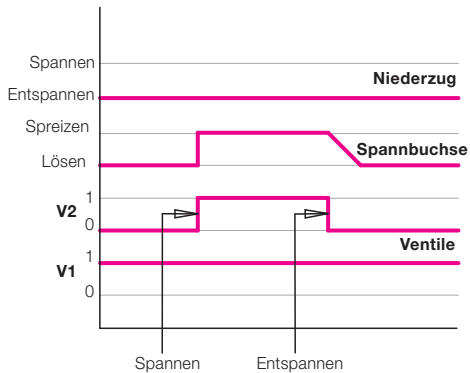 Spannen
Niederzug
Entspannen
Spreizen
Spannbuchse
Lösen
1
V2
0
Ventile
1
V1
0
Spannen Entspannen